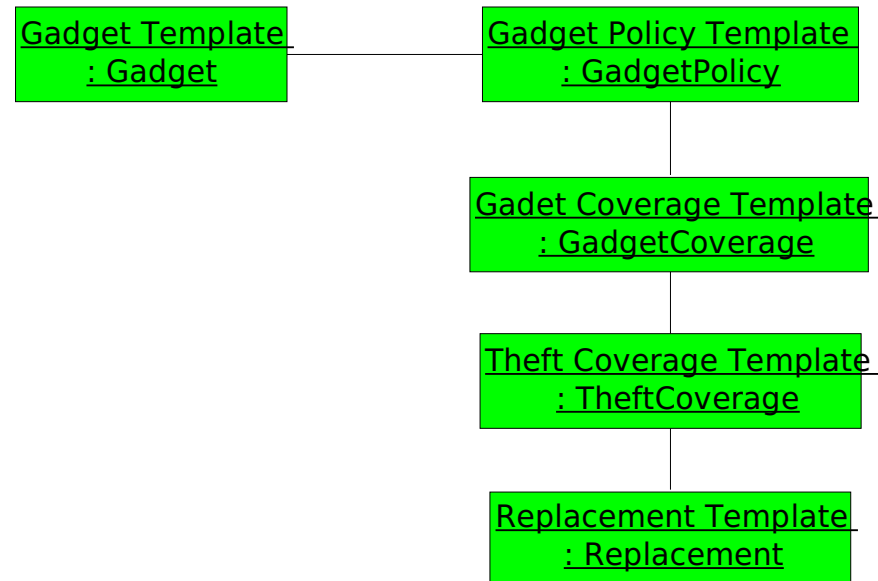 Gadget Template
: Gadget
Gadget Policy Template
: GadgetPolicy
Gadet Coverage Template
: GadgetCoverage
Theft Coverage Template
: TheftCoverage
Replacement Template
: Replacement